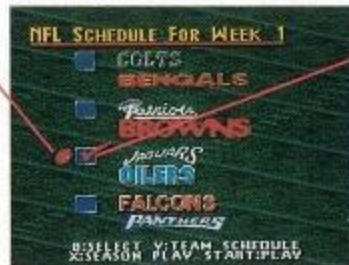 NFL SCHEDULE FOR WEEK 1
COLTS
BENGALS
Patriots
BROWNS
JAGUARS
OILERS
FALCONS
PANTHERS
B:SELECT Y:TEAM SCHEDULE
X:SEASON PLAY START:PLAY